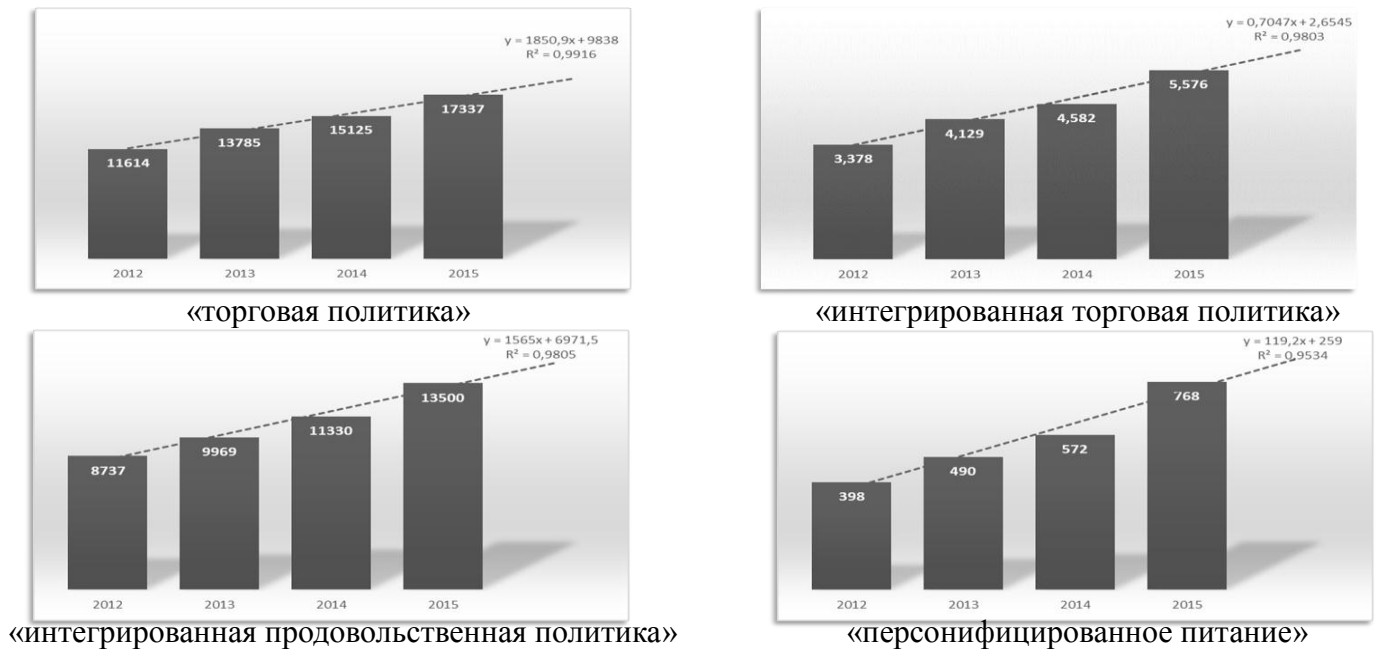 y = 1850,9x + 9838
R² = 0,9916
11614
13785
15125
17337
2012 2013 2014 2015
«торговая политика»
y = 0,7047x + 2,6545
R² = 0,9803
3,378
4,129
4,582
5,576
2012 2013 2014 2015
«интегрированная торговая политика»
y = 1565x + 6971,5
R² = 0,9805
8737
9969
11330
13500
2012 2013 2014 2015
«интегрированная продовольственная политика»
y = 119,2x + 259
R² = 0,9534
398
490
572
768
2012 2013 2014 2015
«персонифицированное питание»